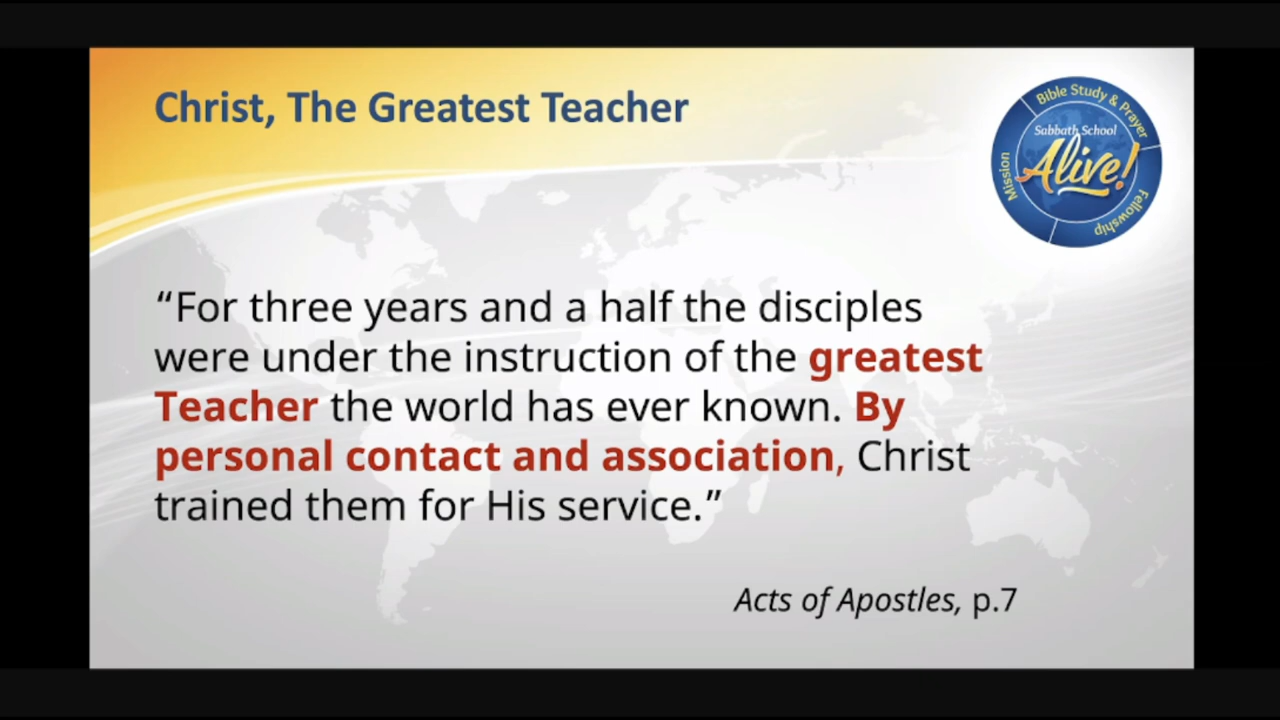 Christ, The Greatest Teacher
Bible Study & Prayer
Sabbath School
Alive!
Mission
Fellowship
“For three years and a half the disciples
were under the instruction of the greatest
Teacher the world has ever known. By
personal contact and association, Christ
trained them for His service.”
Acts of Apostles, p.7